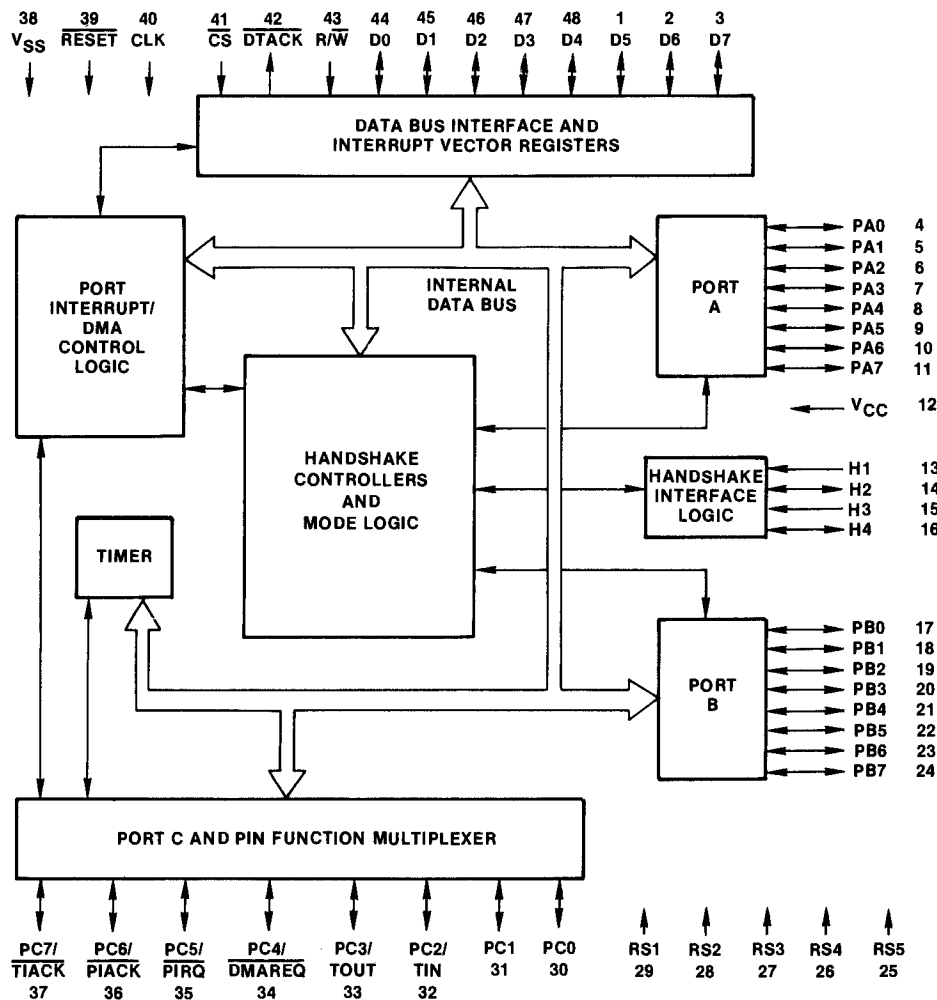 38 39 40 41 42 43 44 45 46 47 48 1 2 3
VSS RESET CLK CS DTACK R/W D0 D1 D2 D3 D4 D5 D6 D7
DATA BUS INTERFACE AND
INTERRUPT VECTOR REGISTERS
PORT
INTERRUPT/
DMA
CONTROL
LOGIC
INTERNAL
DATA BUS
PORT
A
PA0 4
PA1 5
PA2 6
PA3 7
PA4 8
PA5 9
PA6 10
PA7 11
VCC 12
HANDSHAKE
CONTROLLERS
AND
MODE LOGIC
HANDSHAKE
INTERFACE
LOGIC
H1 13
H2 14
H3 15
H4 16
TIMER
PORT
B
PB0 17
PB1 18
PB2 19
PB3 20
PB4 21
PB5 22
PB6 23
PB7 24
PORT C AND PIN FUNCTION MULTIPLEXER
PC7/ PC6/ PC5/ PC4/ PC3/ PC2/ PC1 PC0 RS1 RS2 RS3 RS4 RS5
TIACK PIACK PIRQ DMAREQ TOUT TIN 31 30 29 28 27 26 25
37 36 35 34 33 32